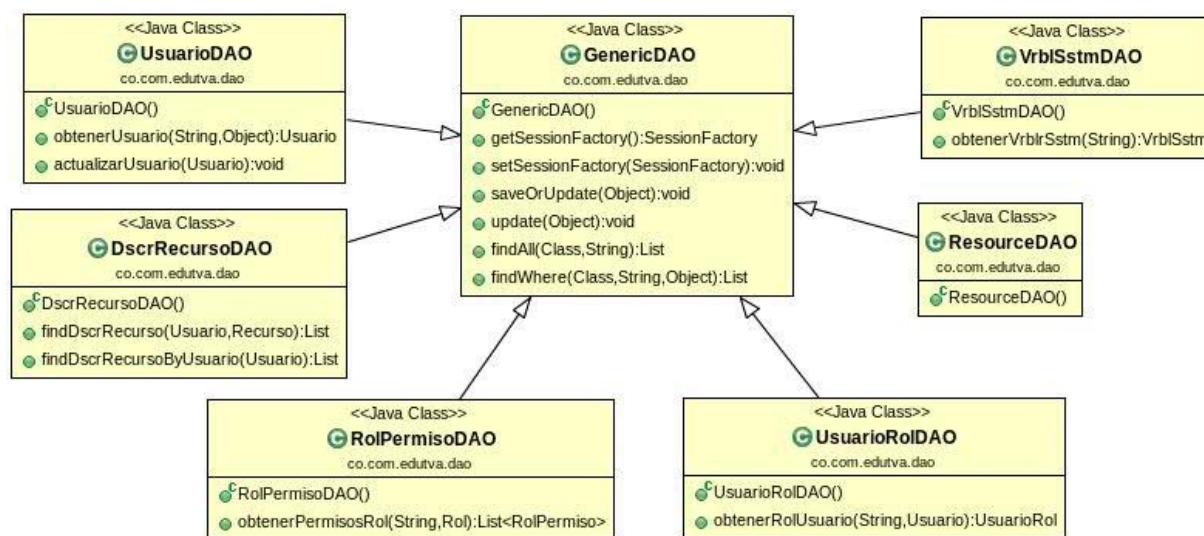 <<Java Class>>
UsuarioDAO
co.com.edutva.dao
UsuarioDAO()
obtenerUsuario(String,Object):Usuario
actualizarUsuario(Usuario):void
<<Java Class>>
GenericDAO
co.com.edutva.dao
GenericDAO()
getSessionFactory():SessionFactory
setSessionFactory(SessionFactory):void
saveOrUpdate(Object):void
update(Object):void
findAll(Class,String):List
findWhere(Class,String,Object):List
<<Java Class>>
VrblSstmDAO
co.com.edutva.dao
VrblSstmDAO()
obtenerVrblrSstm(String):VrblSstm
<<Java Class>>
DscrRecursoDAO
co.com.edutva.dao
DscrRecursoDAO()
findDscrRecurso(Usuario,Recurso):List
findDscrRecursoByUsuario(Usuario):List
<<Java Class>>
ResourceDAO
co.com.edutva.dao
ResourceDAO()
<<Java Class>>
RolPermisoDAO
co.com.edutva.dao
RolPermisoDAO()
obtenerPermisosRol(String,Rol):List<RolPermiso>
<<Java Class>>
UsuarioRolDAO
co.com.edutva.dao
UsuarioRolDAO()
obtenerRolUsuario(String,Usuario):UsuarioRol